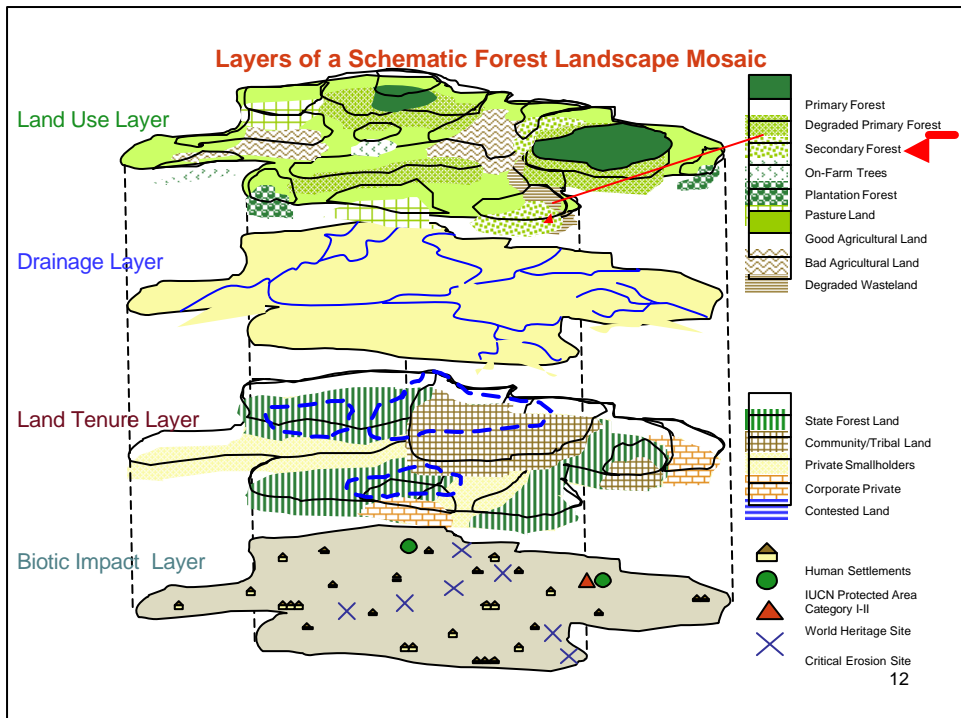 Layers of a Schematic Forest Landscape Mosaic
Land Use Layer
Primary Forest
Degraded Primary Forest
Secondary Forest
On-Farm Trees
Plantation Forest
Pasture Land
Good Agricultural Land
Bad Agricultural Land
Degraded Wasteland
Drainage Layer
Land Tenure Layer
State Forest Land
Community/Tribal Land
Private Smallholders
Corporate Private
Contested Land
Biotic Impact Layer
Human Settlements
IUCN Protected Area
Category I-II
World Heritage Site
Critical Erosion Site
12